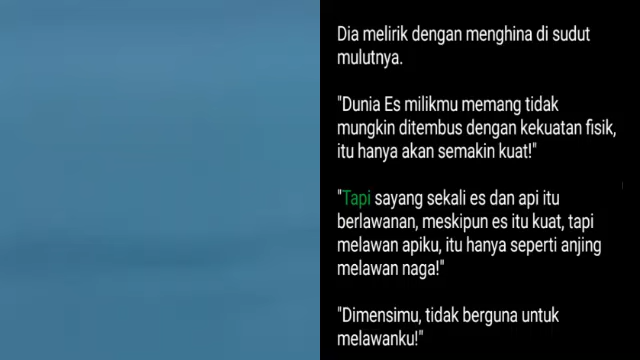 Dia melirik dengan menghina di sudut
mulutnya.
"Dunia Es milikmu memang tidak
mungkin ditembus dengan kekuatan fisik,
itu hanya akan semakin kuat!"
"Tapi sayang sekali es dan api itu
berlawanan, meskipun es itu kuat, tapi
melawan apiku, itu hanya seperti anjing
melawan naga!"
"Dimensimu, tidak berguna untuk
melawanku!"